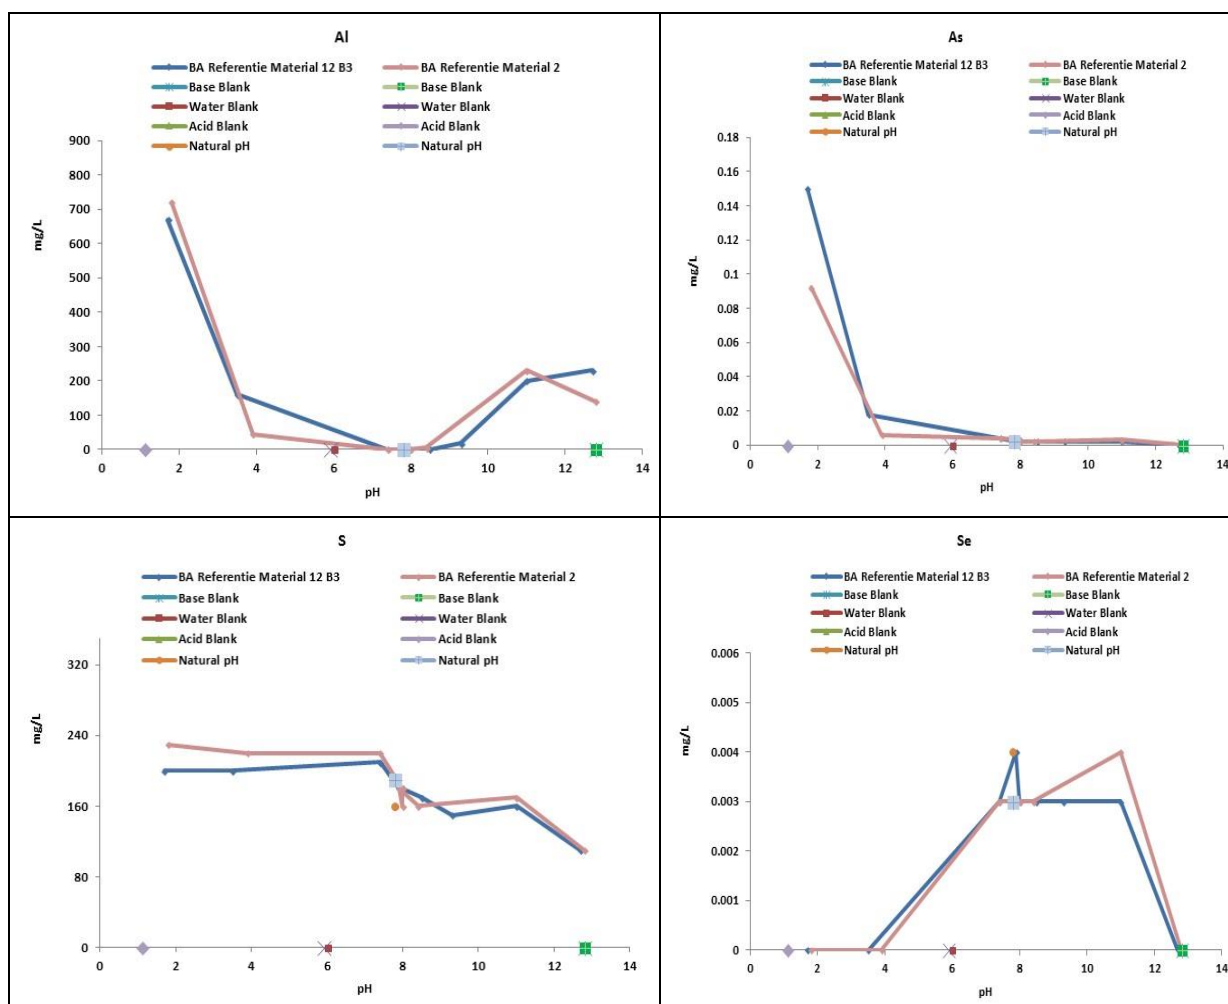 Al
BA Referentie Material 12 B3 BA Referentie Material 2
Base Blank Base Blank
Water Blank Water Blank
Acid Blank Acid Blank
Natural pH Natural pH
900
800
700
600
500
400
300
200
100
0
mg/L
0 2 4 6 8 10 12 14
pH
As
BA Referentie Material 12 B3 BA Referentie Material 2
Base Blank Base Blank
Water Blank Water Blank
Acid Blank Acid Blank
Natural pH Natural pH
0.18
0.16
0.14
0.12
0.1
0.08
0.06
0.04
0.02
0
mg/L
0 2 4 6 8 10 12 14
pH
S
BA Referentie Material 12 B3 BA Referentie Material 2
Base Blank Base Blank
Water Blank Water Blank
Acid Blank Acid Blank
Natural pH Natural pH
320
240
160
80
0
mg/L
0 2 4 6 8 10 12 14
pH
Se
BA Referentie Material 12 B3 BA Referentie Material 2
Base Blank Base Blank
Water Blank Water Blank
Acid Blank Acid Blank
Natural pH Natural pH
0.006
0.005
0.004
0.003
0.002
0.001
0
mg/L
0 2 4 6 8 10 12 14
pH